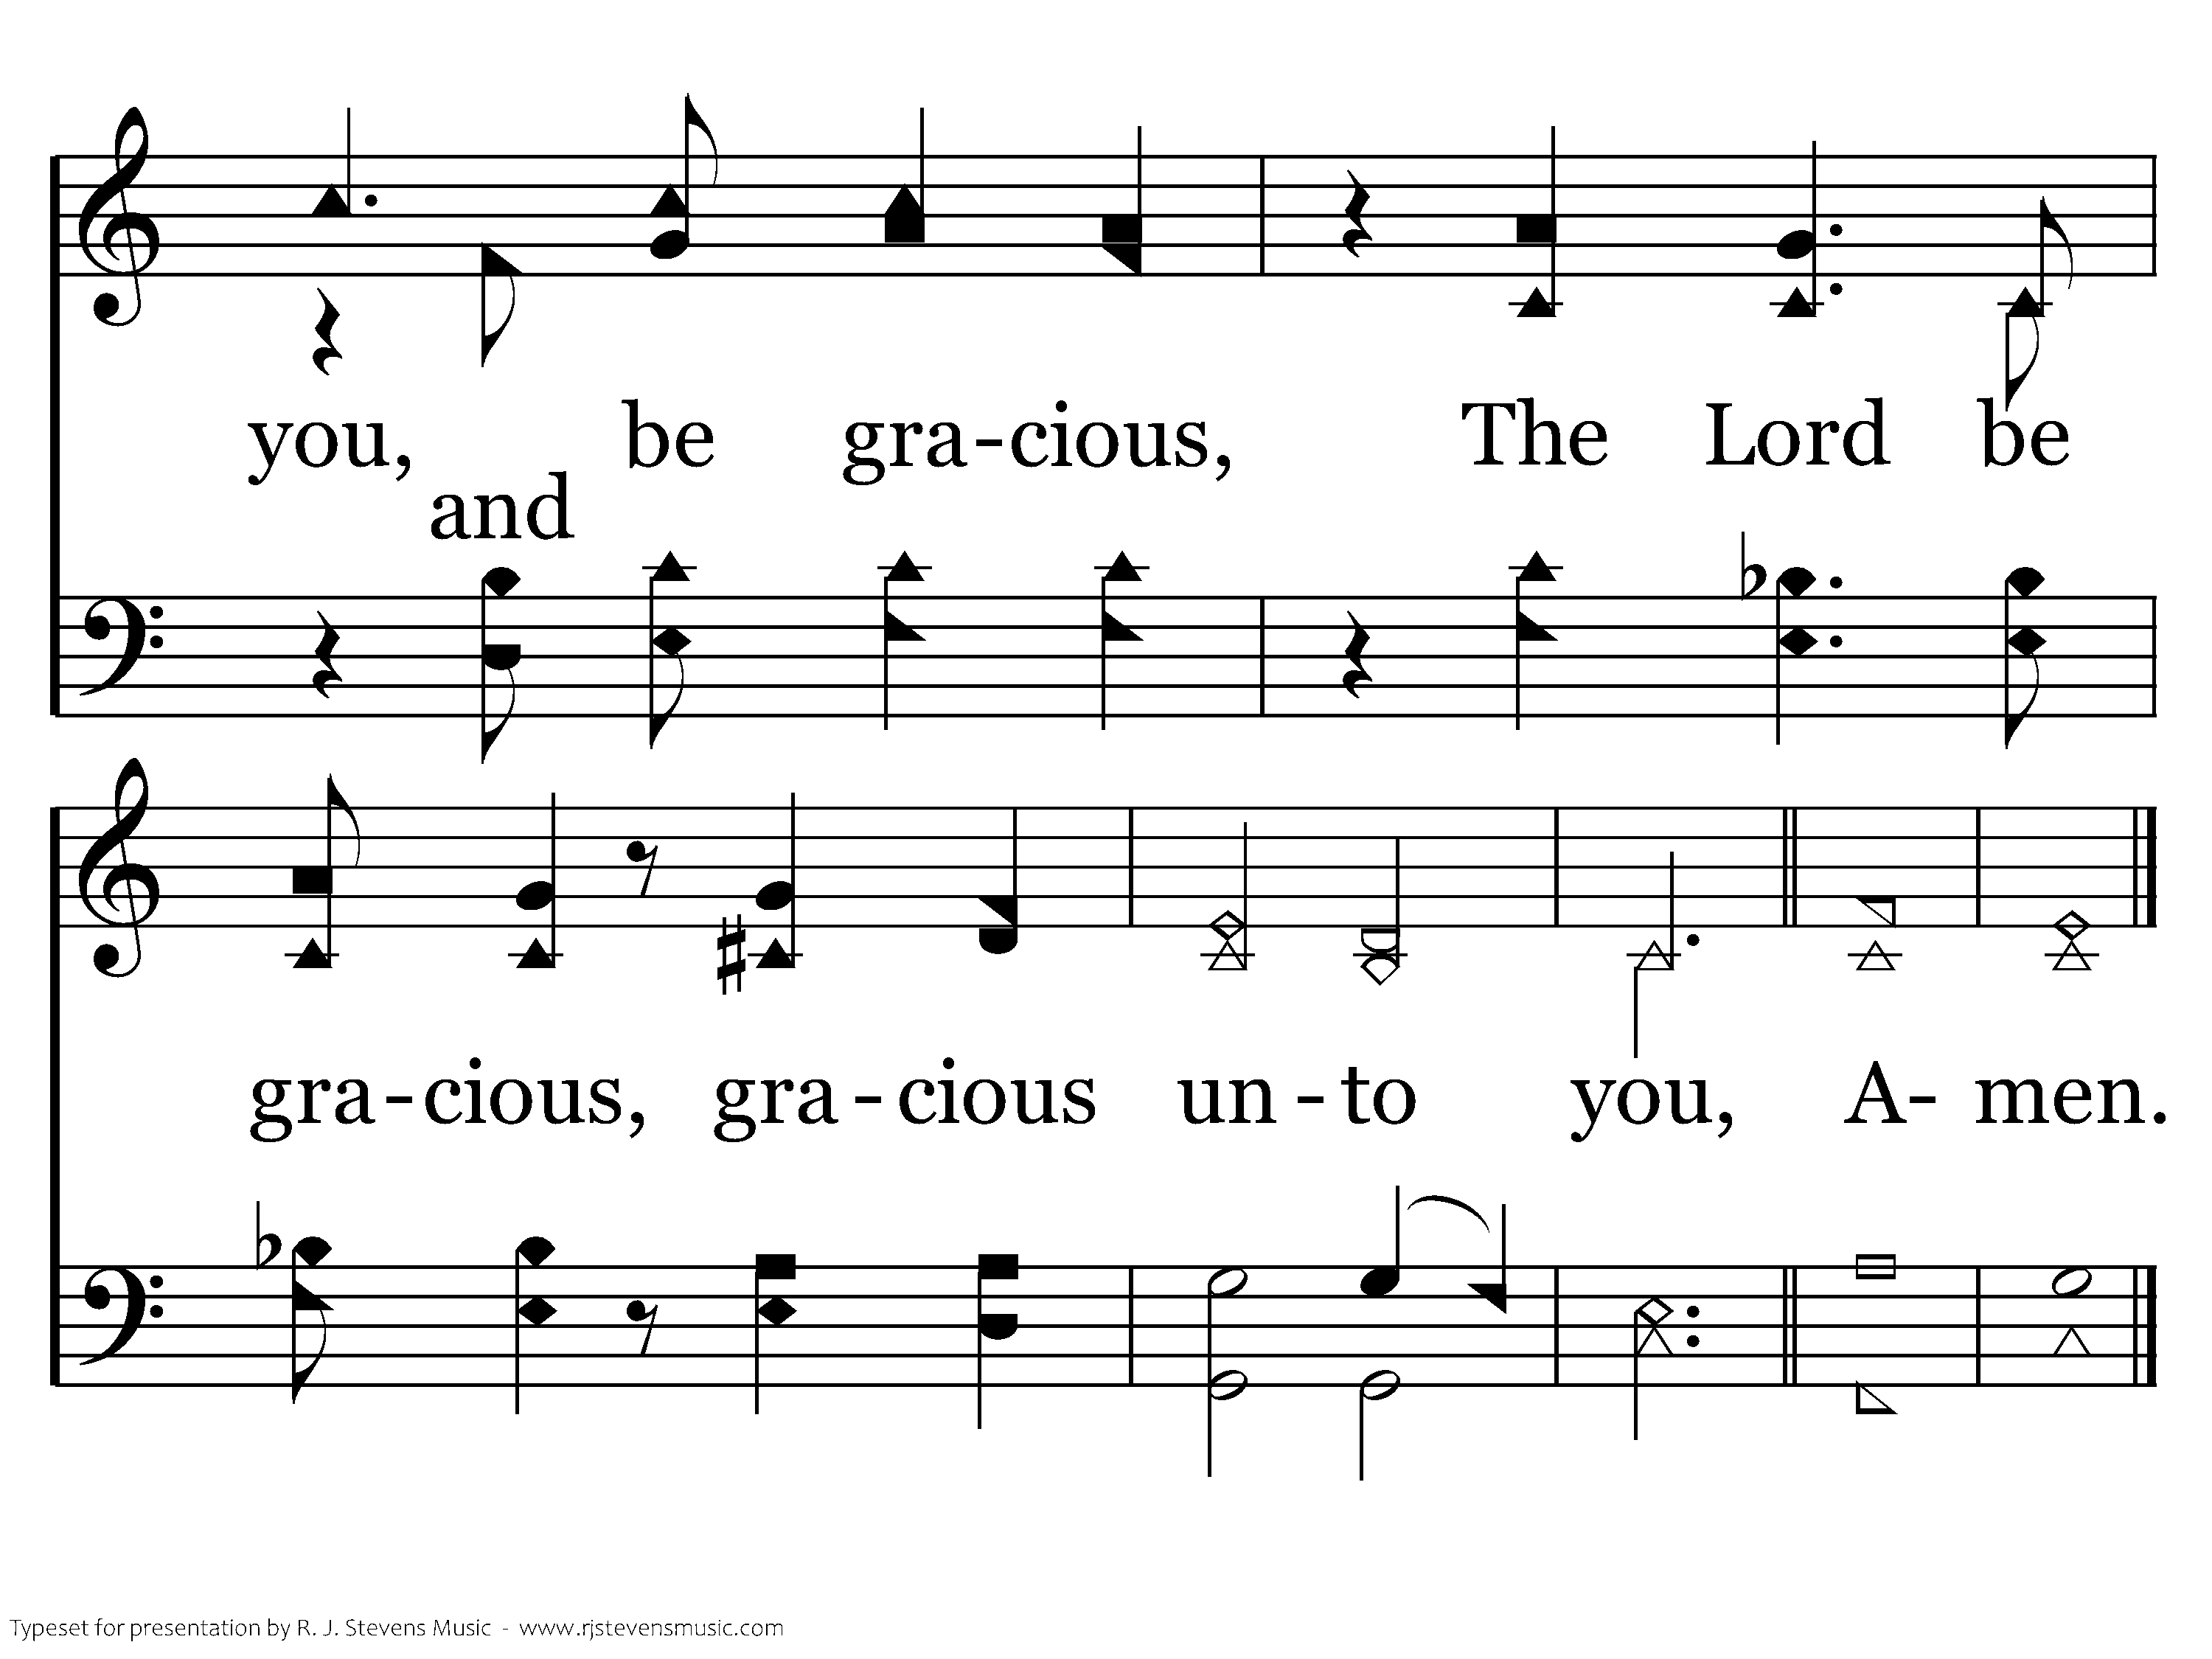 you, be gra-cious, The Lord be
and
gra-cious, gra-cious un-to you, A-men.
Typeset for presentation by R. J. Stevens Music - www.rjstevensmusic.com